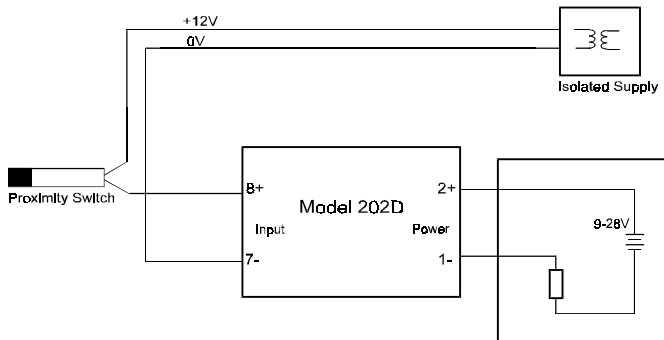 +12V
0V
Isolated Supply
Proximity Switch
8+
Model 202D
2+
Input
Power
7-
1-
9-28V